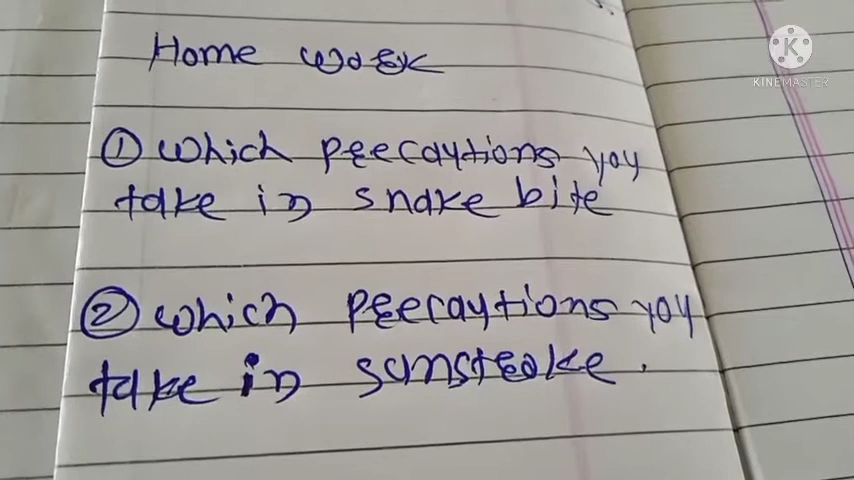 Home work
① Which precautions you
take in snake bite
② Which precautions you
take in sunstroke.
K
KINEMASTER